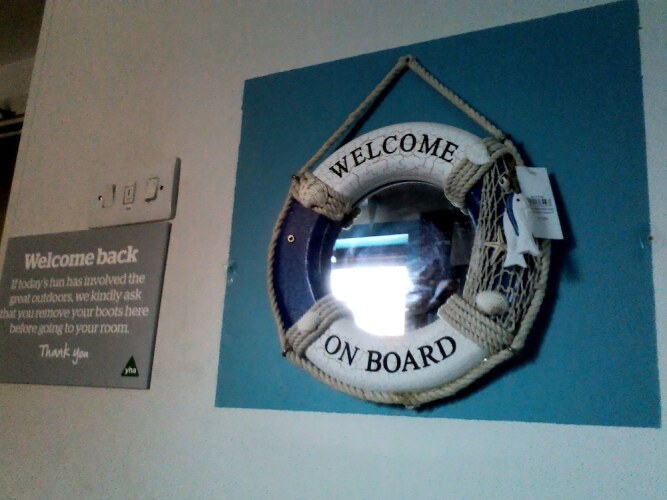 WELCOME
ON BOARD
Welcome back
If today's fun has involved the
great outdoors, we kindly ask
that you remove your boots here
before going to your room.
Thank you
yha